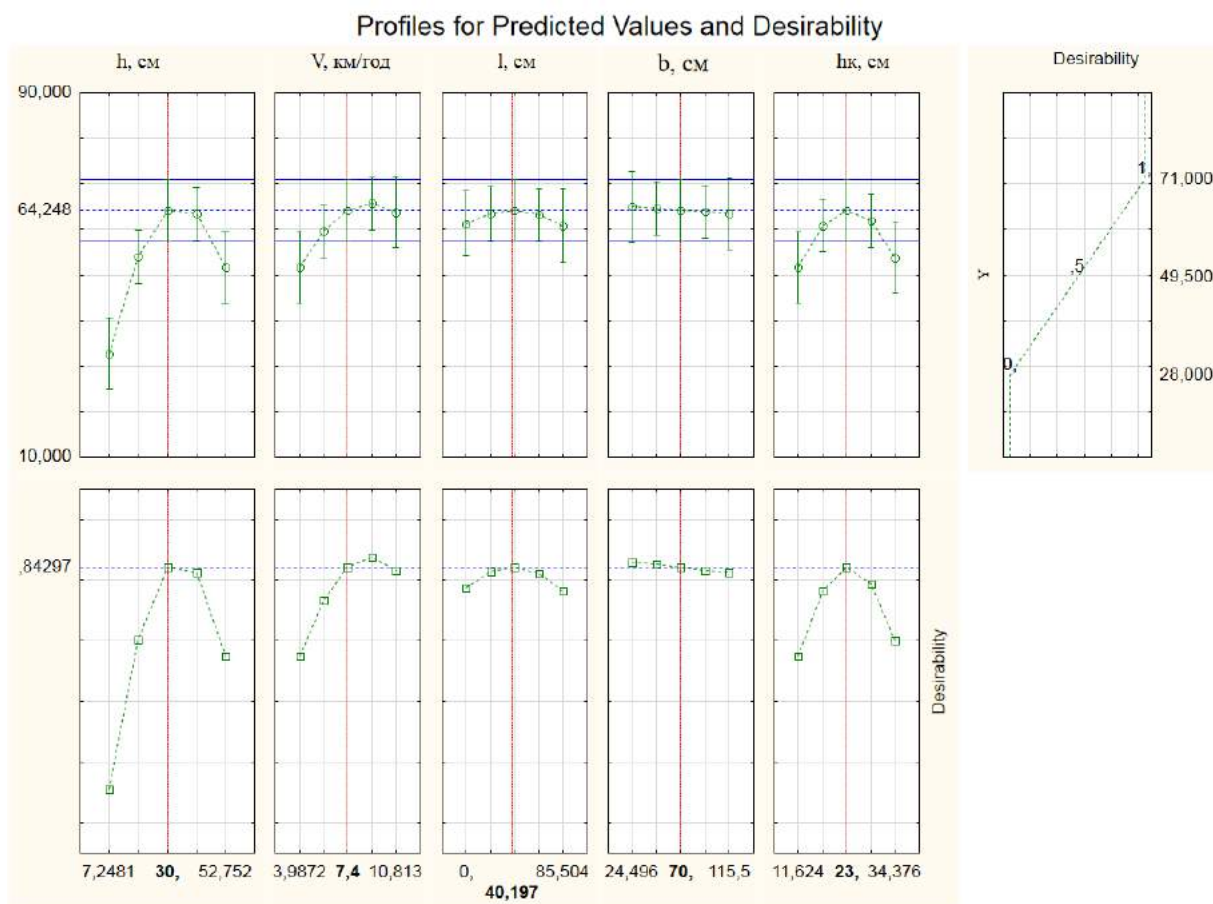 Profiles for Predicted Values and Desirability
h, см
V, км/год
l, см
b, см
hк, см
Desirability
90,000
64,248
10,000
1,
,5
0,
71,000
49,500
28,000
Y
,84297
Desirability
7,2481 30, 52,752
3,9872 7,4 10,813
0, 85,504
40,197
24,496 70, 115,5
11,624 23, 34,376